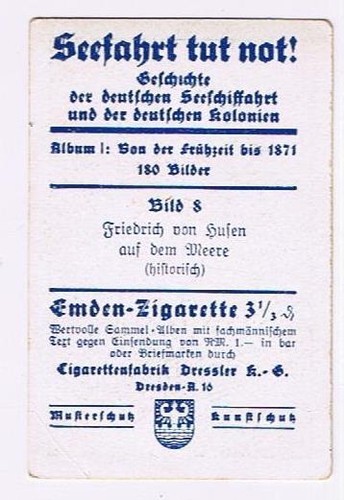 Seefahrt tut not!
Geschichte
der deutschen Seeschiffahrt
und der deutschen Kolonien
Album I: Von der Frühzeit bis 1871
180 Bilder
Bild 8
Friedrich von Husen
auf dem Meere
(historisch)
Emden-Zigarette 3 1/3 ₰
Wertvolle Sammel-Alben mit fachmännischem
Text gegen Einsendung von RM. 1.— in bar
oder Briefmarken durch
Cigarettenfabrik Dressler K.-G.
Dresden-A. 16
Musterschutz Kunstschutz